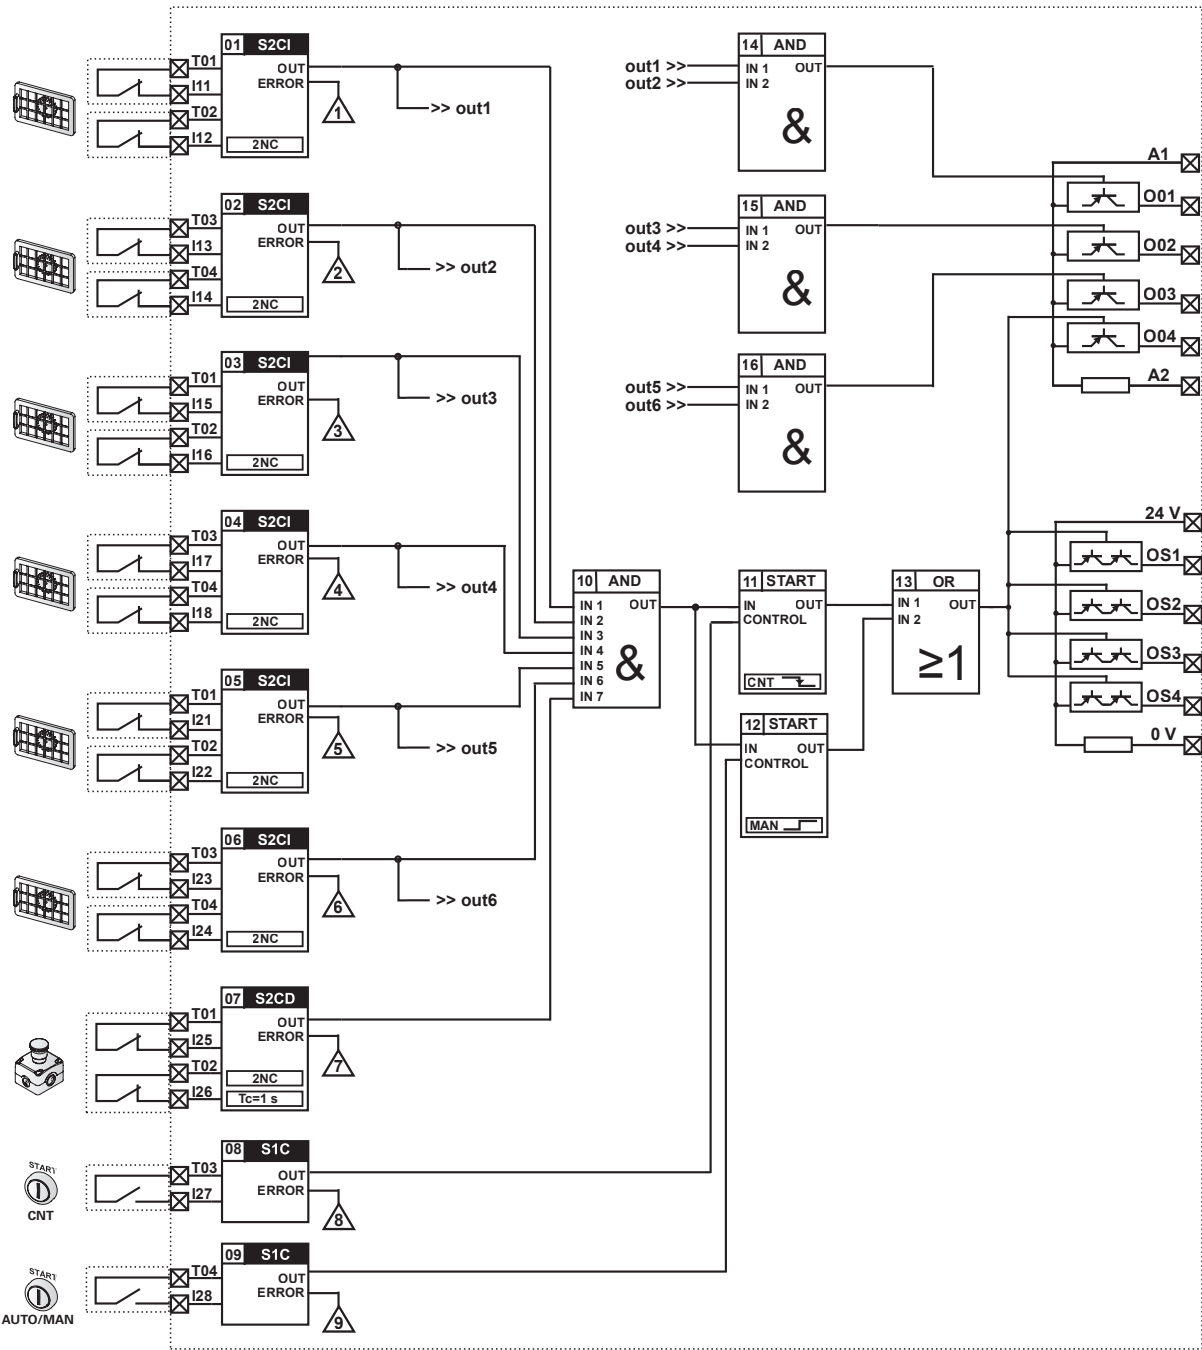 01 S2CI
T01 OUT
I11 ERROR
1
>> out1
T02
I12 2NC
02 S2CI
T03 OUT
I13 ERROR
2
>> out2
T04
I14 2NC
03 S2CI
T01 OUT
I15 ERROR
3
>> out3
T02
I16 2NC
04 S2CI
T03 OUT
I17 ERROR
4
>> out4
T04
I18 2NC
05 S2CI
T01 OUT
I21 ERROR
5
>> out5
T02
I22 2NC
06 S2CI
T03 OUT
I23 ERROR
6
>> out6
T04
I24 2NC
07 S2CD
T01 OUT
I25 ERROR
7
T02 2NC
I26 Tc=1 s
08 S1C
T03 OUT
I27 ERROR
8
START
CNT
09 S1C
T04 OUT
I28 ERROR
9
START
AUTO/MAN
10 AND
IN 1 OUT
IN 2
IN 3
IN 4
IN 5
IN 6
IN 7
&
11 START
IN OUT
CONTROL
CNT
12 START
IN OUT
CONTROL
MAN
13 OR
IN 1 OUT
IN 2
≥1
14 AND
out1 >> IN 1 OUT
out2 >> IN 2
&
15 AND
out3 >> IN 1 OUT
out4 >> IN 2
&
16 AND
out5 >> IN 1 OUT
out6 >> IN 2
&
A1
O01
O02
O03
O04
A2
24 V
OS1
OS2
OS3
OS4
0 V